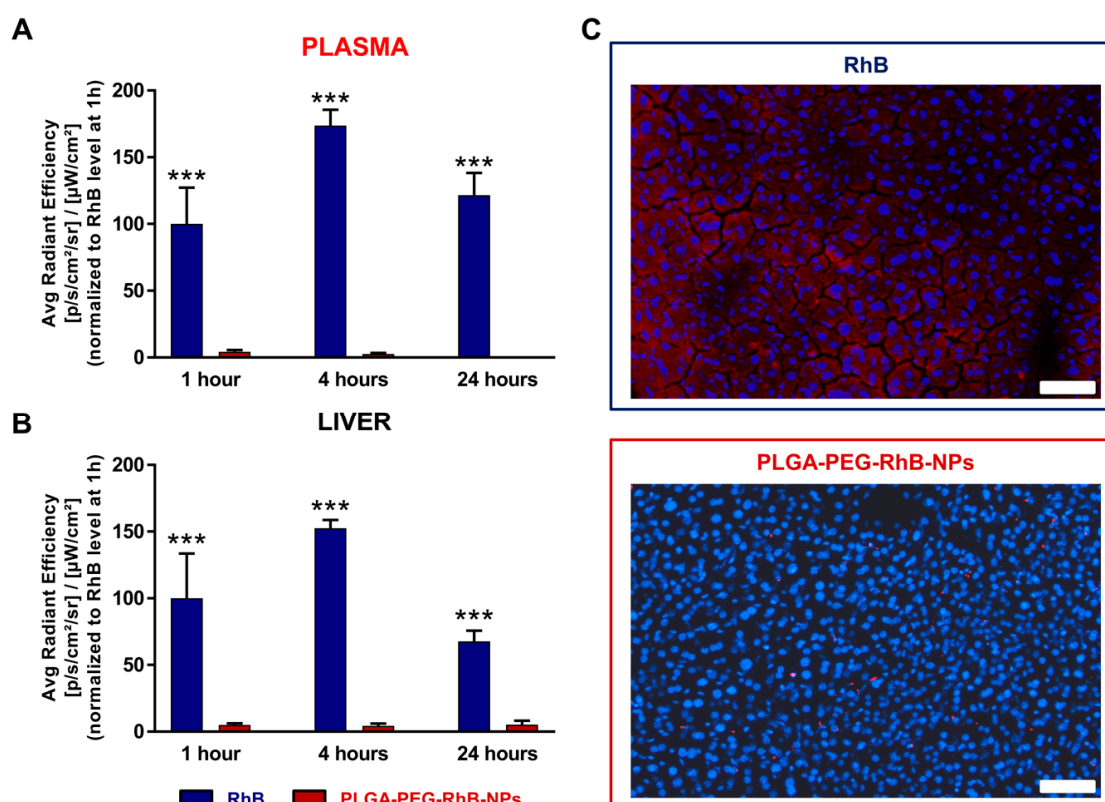 A
PLASMA
Avg Radiant Efficiency
[p/s/cm²/sr] / [µW/cm²]
(normalized to RhB level at 1h)
200
150
100
50
0
***
***
***
1 hour
4 hours
24 hours
B
LIVER
Avg Radiant Efficiency
[p/s/cm²/sr] / [µW/cm²]
(normalized to RhB level at 1h)
200
150
100
50
0
***
***
***
1 hour
4 hours
24 hours
RhB
PLGA-PEG-RhB-NPs
C
RhB
PLGA-PEG-RhB-NPs